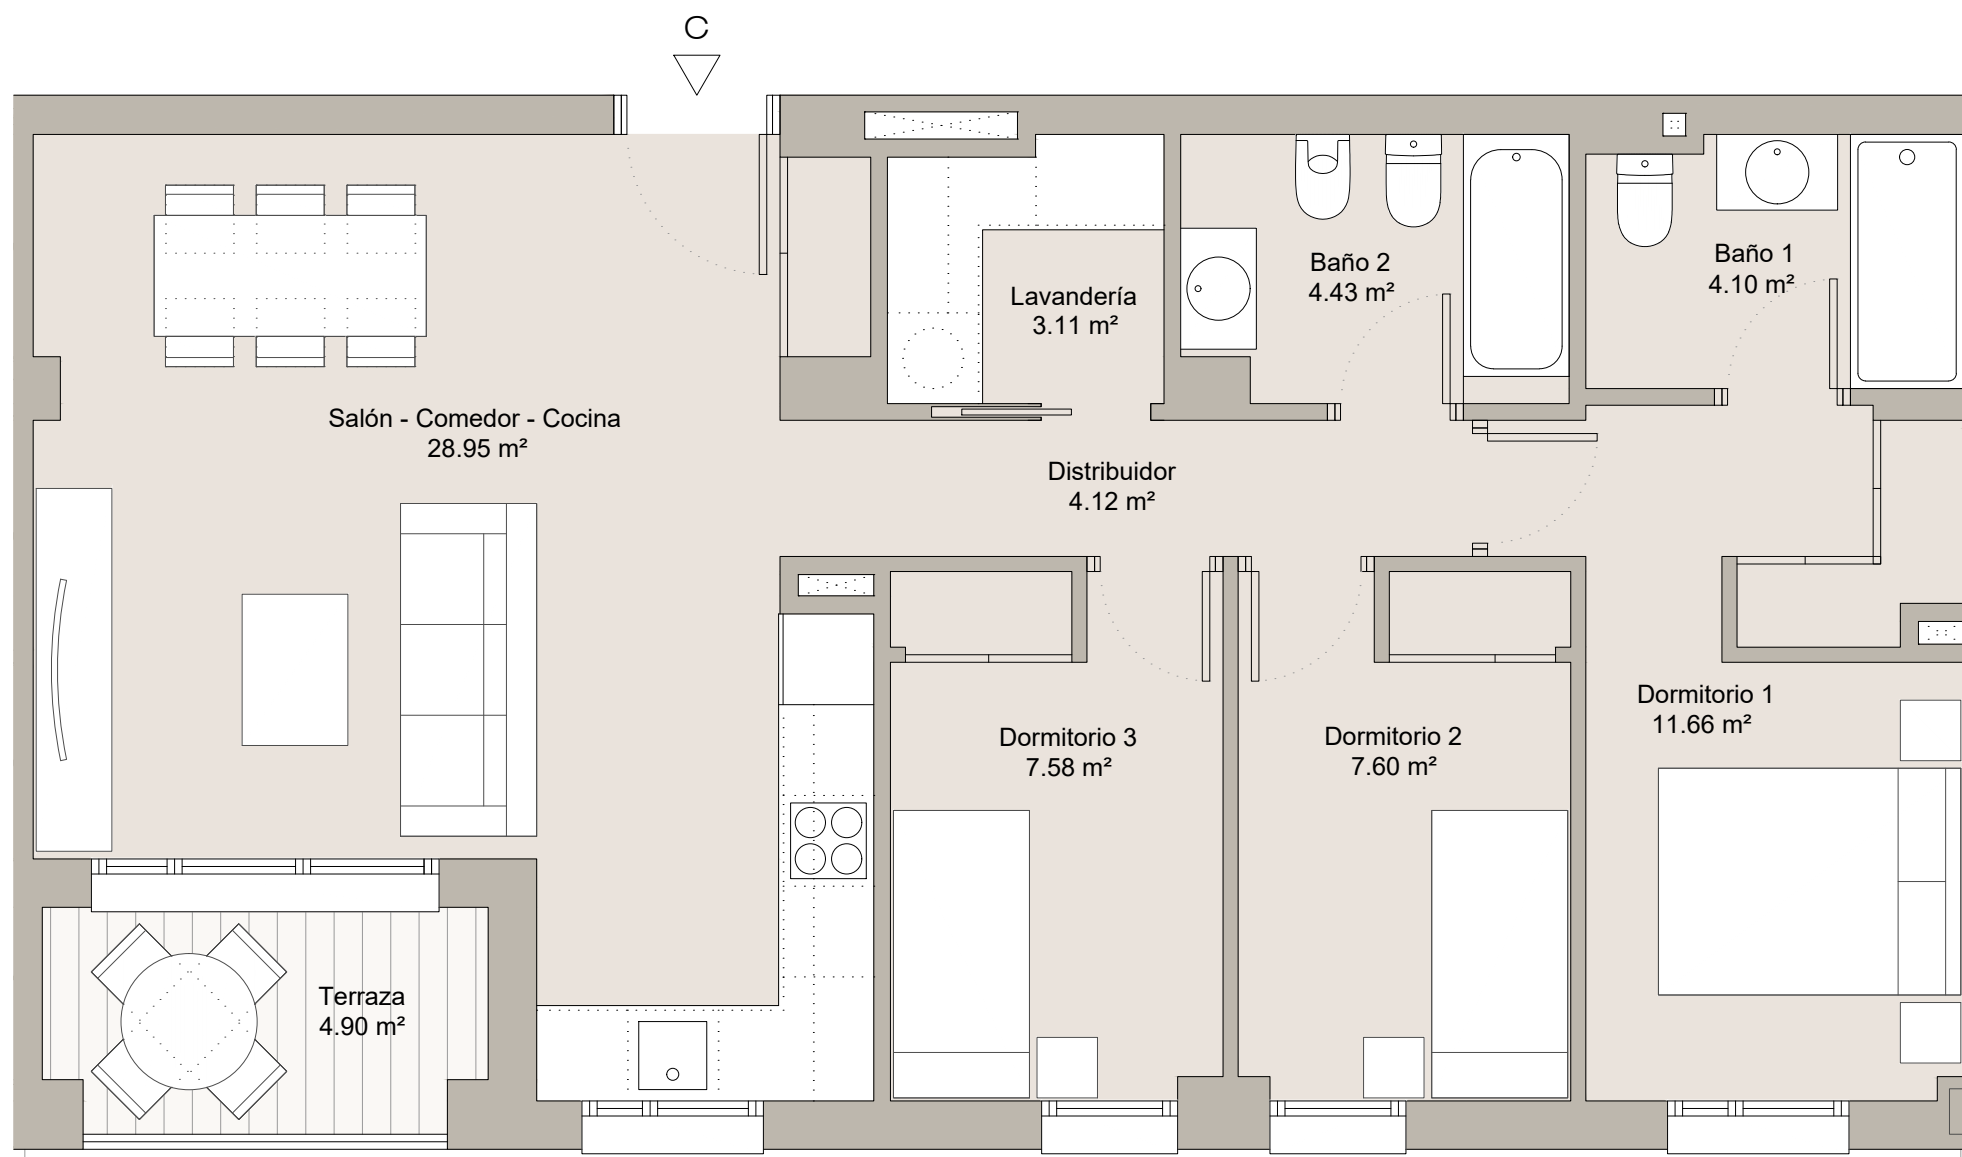 C
Baño 2
4.43 m²
Baño 1
4.10 m²
Lavandería
3.11 m²
Salón - Comedor - Cocina
28.95 m²
Distribuidor
4.12 m²
Dormitorio 3
7.58 m²
Dormitorio 2
7.60 m²
Dormitorio 1
11.66 m²
Terraza
4.90 m²